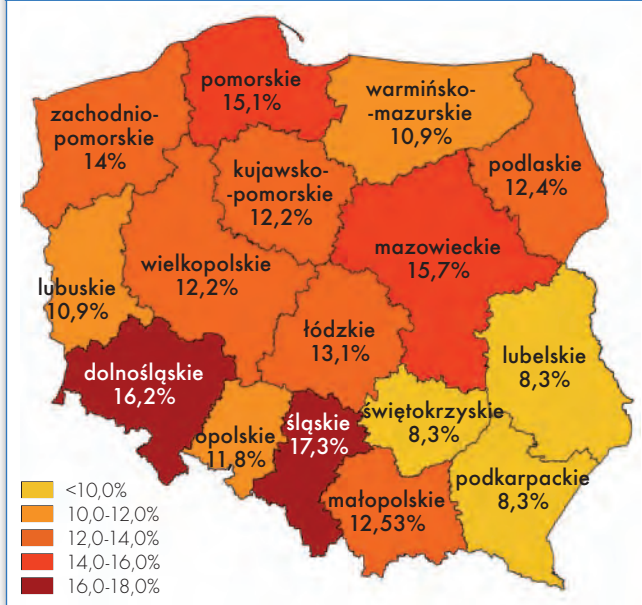 pomorskie
15,1%
warmińsko-
-mazurskie
10,9%
zachodnio-
pomorskie
14%
kujawsko-
-pomorskie
12,2%
podlaskie
12,4%
mazowieckie
15,7%
wielkopolskie
12,2%
lubuskie
10,9%
łódzkie
13,1%
lubelskie
8,3%
dolnośląskie
16,2%
opolskie
11,8%
śląskie
17,3%
świętokrzyskie
8,3%
małopolskie
12,53%
podkarpackie
8,3%
<10,0%
10,0-12,0%
12,0-14,0%
14,0-16,0%
16,0-18,0%